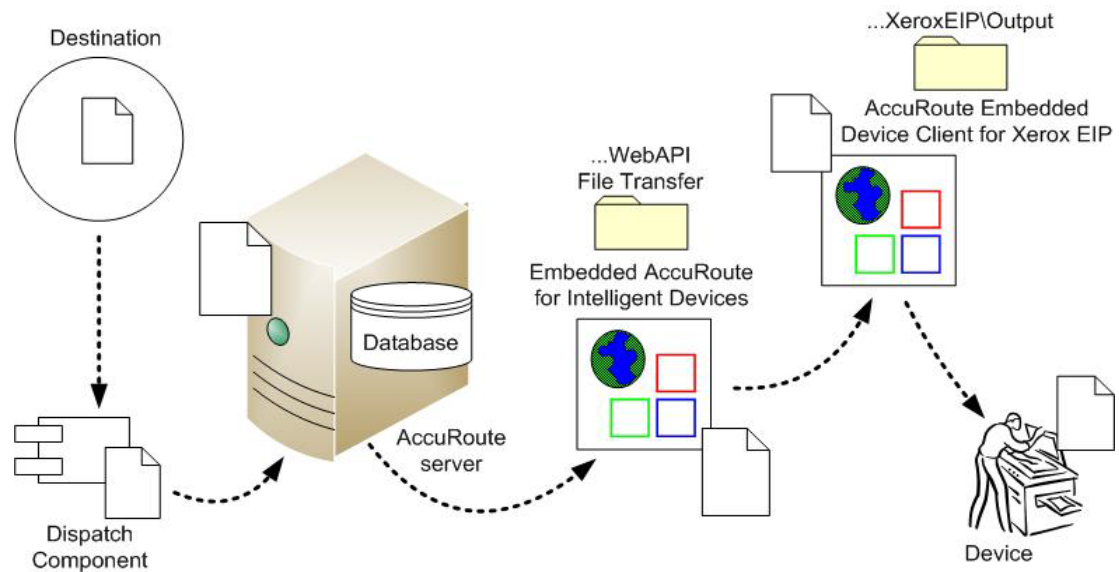 Destination
Dispatch
Component
Database
AccuRoute
server
...WebAPI
File Transfer
Embedded AccuRoute
for Intelligent Devices
...XeroxEIP\Output
AccuRoute Embedded
Device Client for Xerox EIP
Device